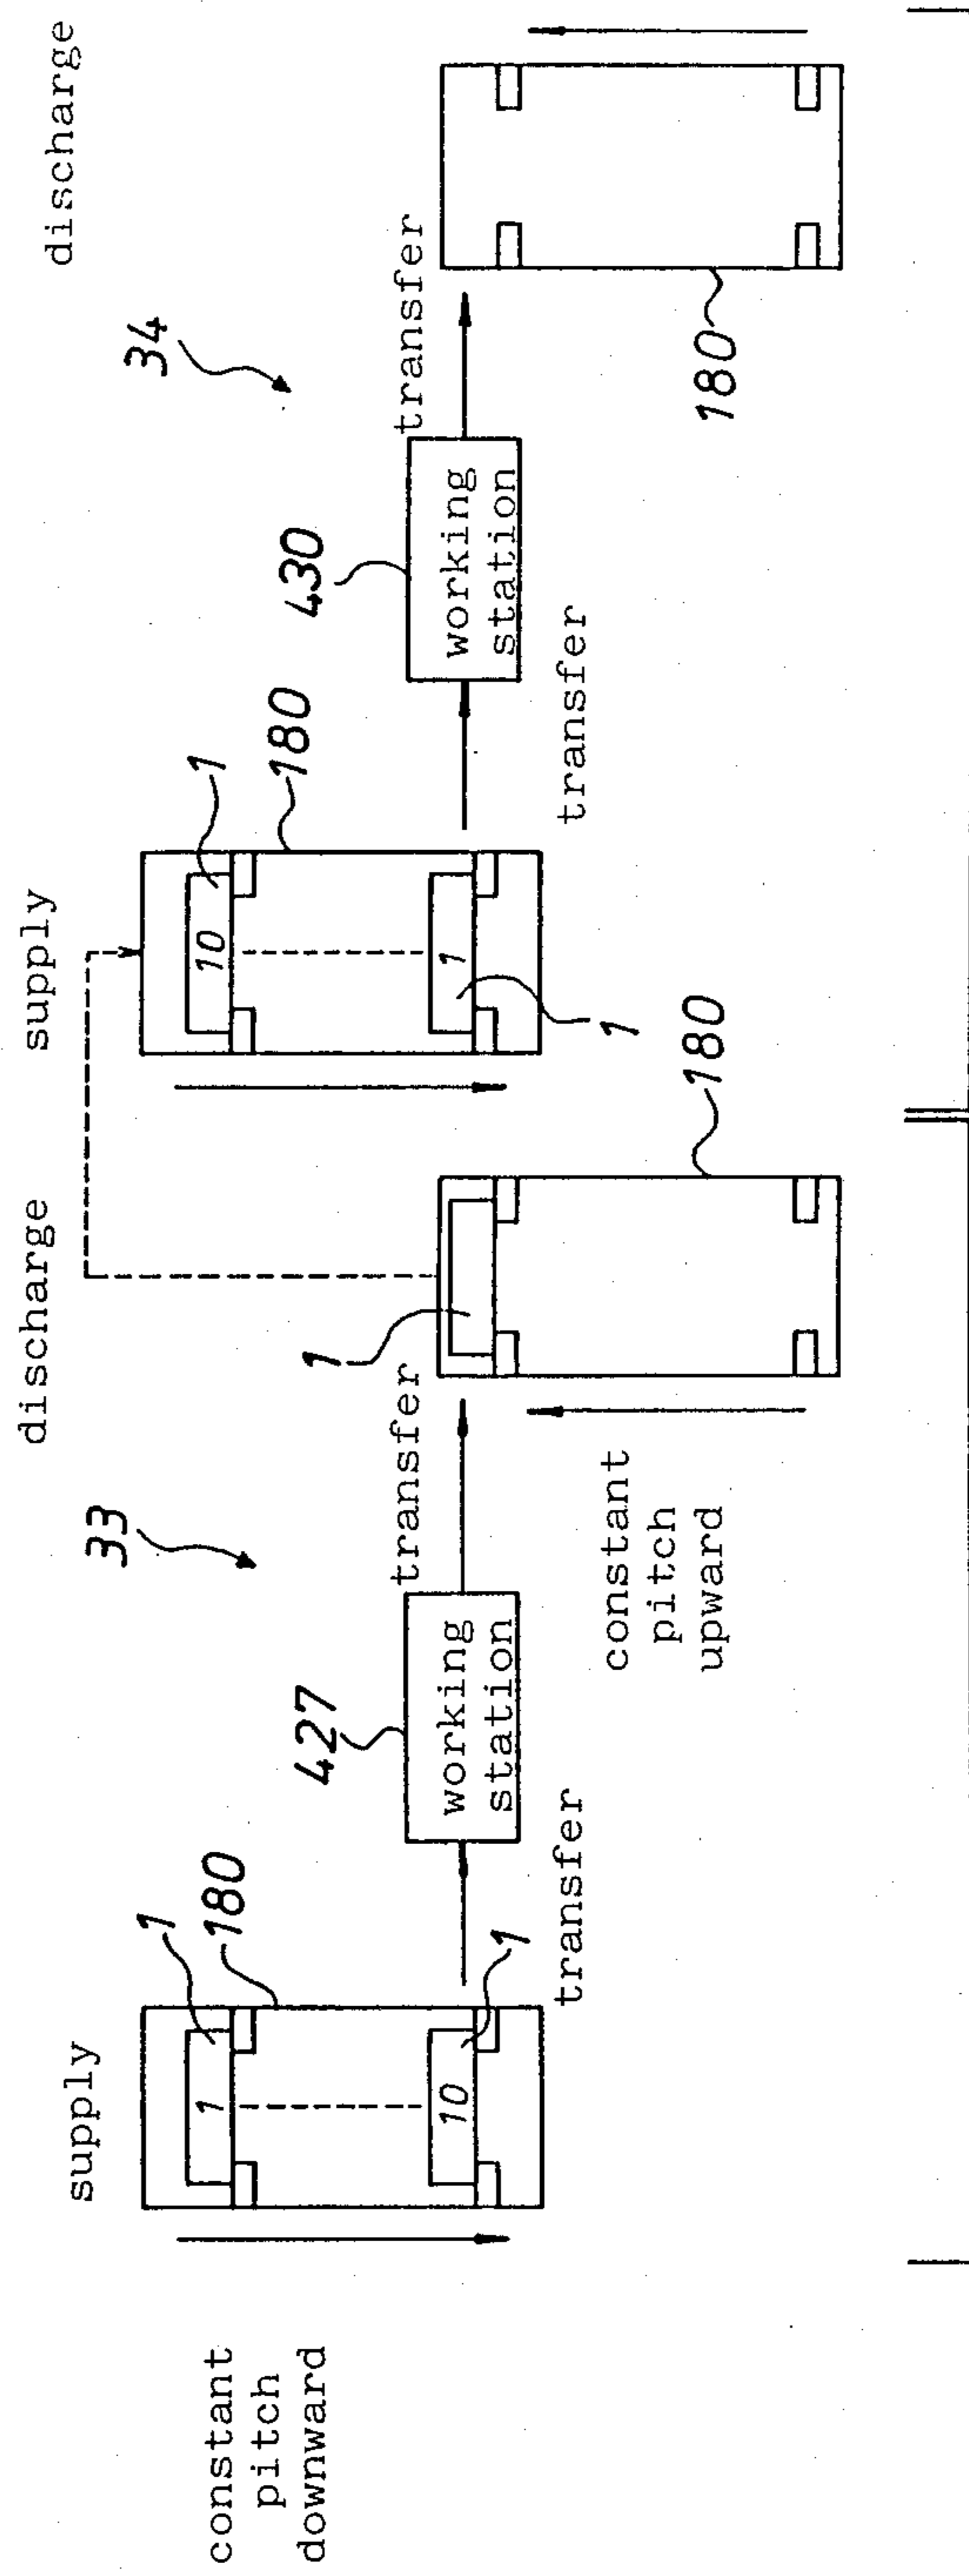 supply
discharge
supply
discharge
33
34
constant
pitch
downward
1
180
1
10
1
427
working
station
transfer
transfer
1
180
constant
pitch
upward
1
180
10
1
1
430
working
station
transfer
transfer
180